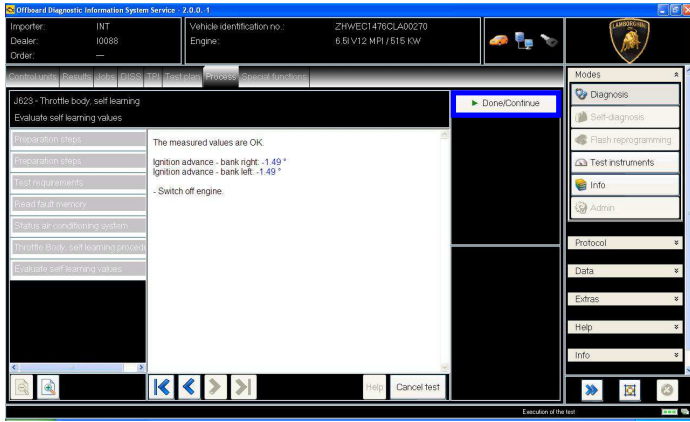 Offboard Diagnostic Information System Service - 2.0.0.-1
Importer: INT
Dealer: I0088
Order: —
Vehicle identification no.: ZHWEC1476CLA00270
Engine: 6.5l V12 MPI / 515 KW
LAMBORGHINI
Control units Results Jobs DISS TPI Test plan Process Special functions
J623 - Throttle body, self learning
Evaluate self learning values
Done/Continue
Preparation steps
Preparation steps
Test requirements
Read fault memory
Status air conditioning system
Throttle Body, self learning procedu
Evaluate self learning values
The measured values are OK.
Ignition advance - bank right: -1.49 °
Ignition advance - bank left: -1.49 °
- Switch off engine.
Help
Cancel test
Modes
Diagnosis
Self-diagnosis
Flash reprogramming
Test instruments
Info
Admin
Protocol
Data
Extras
Help
Info
Execution of the test